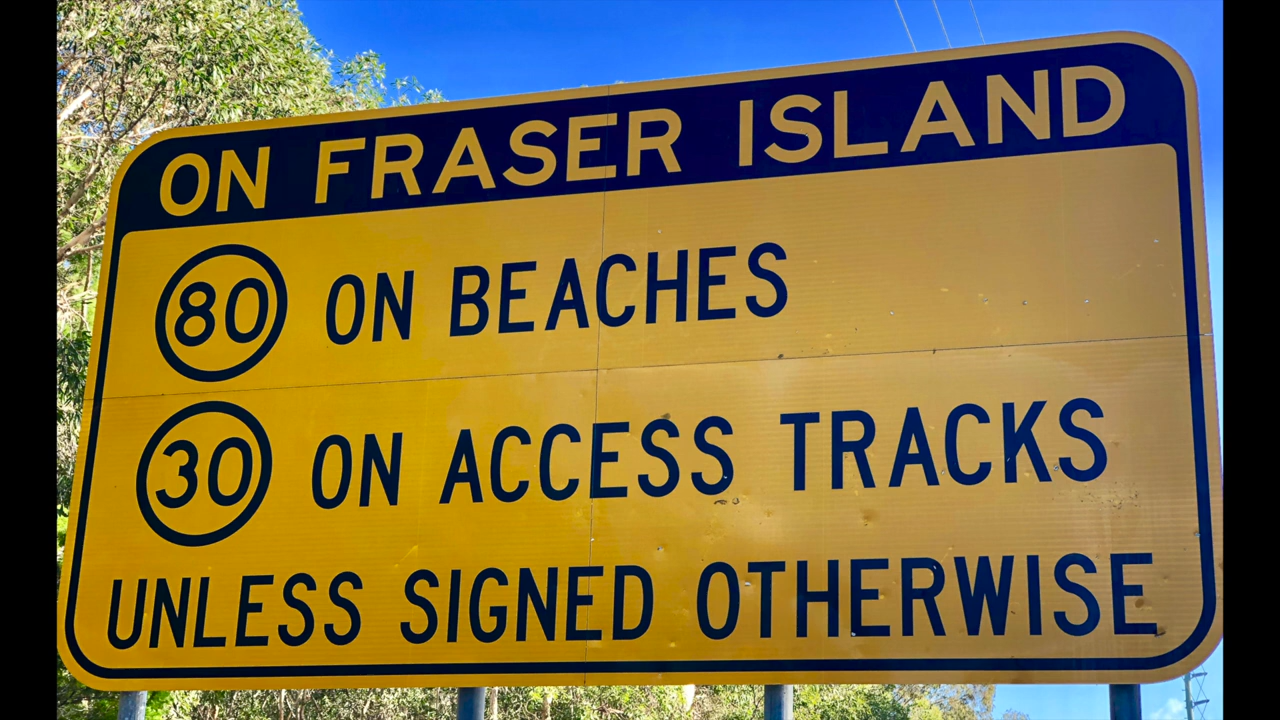 ON FRASER ISLAND
80 ON BEACHES
30 ON ACCESS TRACKS
UNLESS SIGNED OTHERWISE